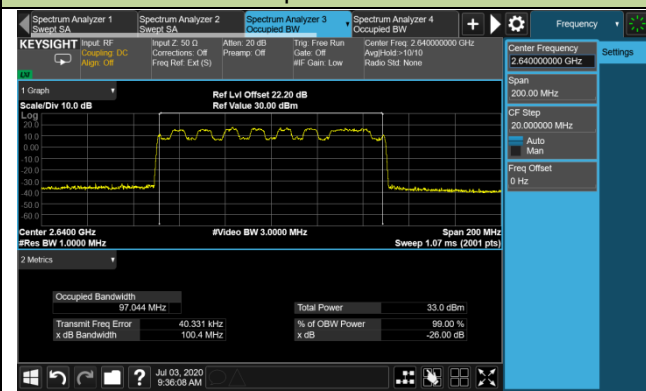 Spectrum Analyzer 1 Spectrum Analyzer 2 Spectrum Analyzer 3 Spectrum Analyzer 4 Frequency
Swept SA Swept SA Occupied BW Occupied BW
KEYSIGHT Input: RF Input Z: 50 Ω Atten: 20 dB Trig: Free Run Center Freq: 2.640000000 GHz
Coupling: DC Corrections: Off Preamp: Off Gate: Off Avg|Hold:>10/10
Align: Off Freq Ref: Ext (S) #IF Gain: Low Radio Std: None
LXI
Center Frequency Settings
2.640000000 GHz
Span
200.00 MHz
CF Step
20.000000 MHz
Auto
Man
Freq Offset
0 Hz
1 Graph Ref Lvl Offset 22.20 dB
Scale/Div 10.0 dB Ref Value 30.00 dBm
Log
20.0
10.0
0.00
-10.0
-20.0
-30.0
-40.0
-50.0
-60.0
Center 2.6400 GHz #Video BW 3.0000 MHz Span 200 MHz
#Res BW 1.0000 MHz Sweep 1.07 ms (2001 pts)
2 Metrics
Occupied Bandwidth
97.044 MHz Total Power 33.0 dBm
Transmit Freq Error 40.331 kHz % of OBW Power 99.00 %
x dB Bandwidth 100.4 MHz x dB -26.00 dB
? Jul 03, 2020
9:36:08 AM